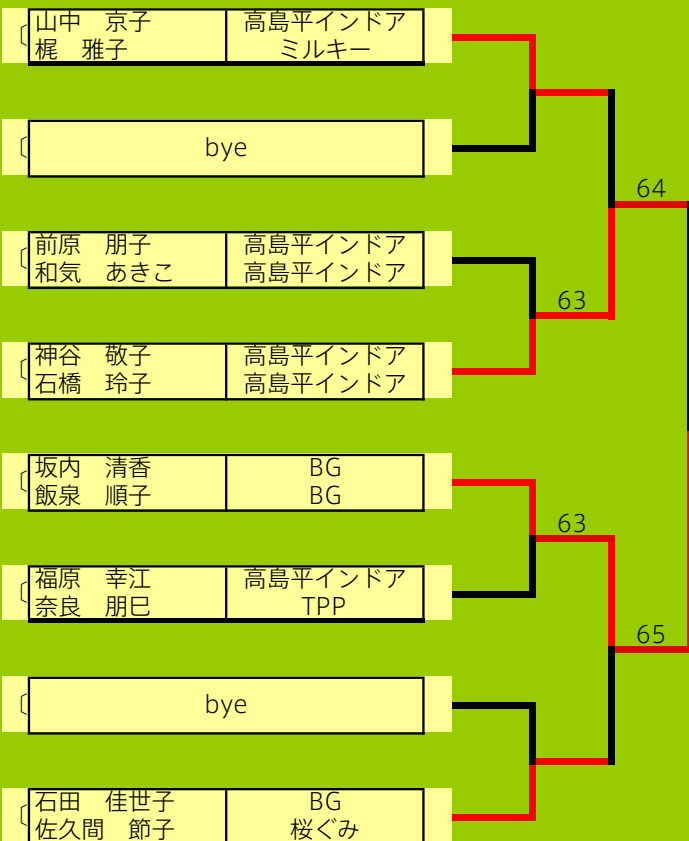 山中　京子 高島平インドア
梶　雅子 ミルキー
bye
64
前原　朋子 高島平インドア
和気　あきこ 高島平インドア
63
神谷　敬子 高島平インドア
石橋　玲子 高島平インドア
坂内　清香 BG
飯泉　順子 BG
63
福原　幸江 高島平インドア
奈良　朋巳 TPP
65
bye
石田　佳世子 BG
佐久間　節子 桜ぐみ